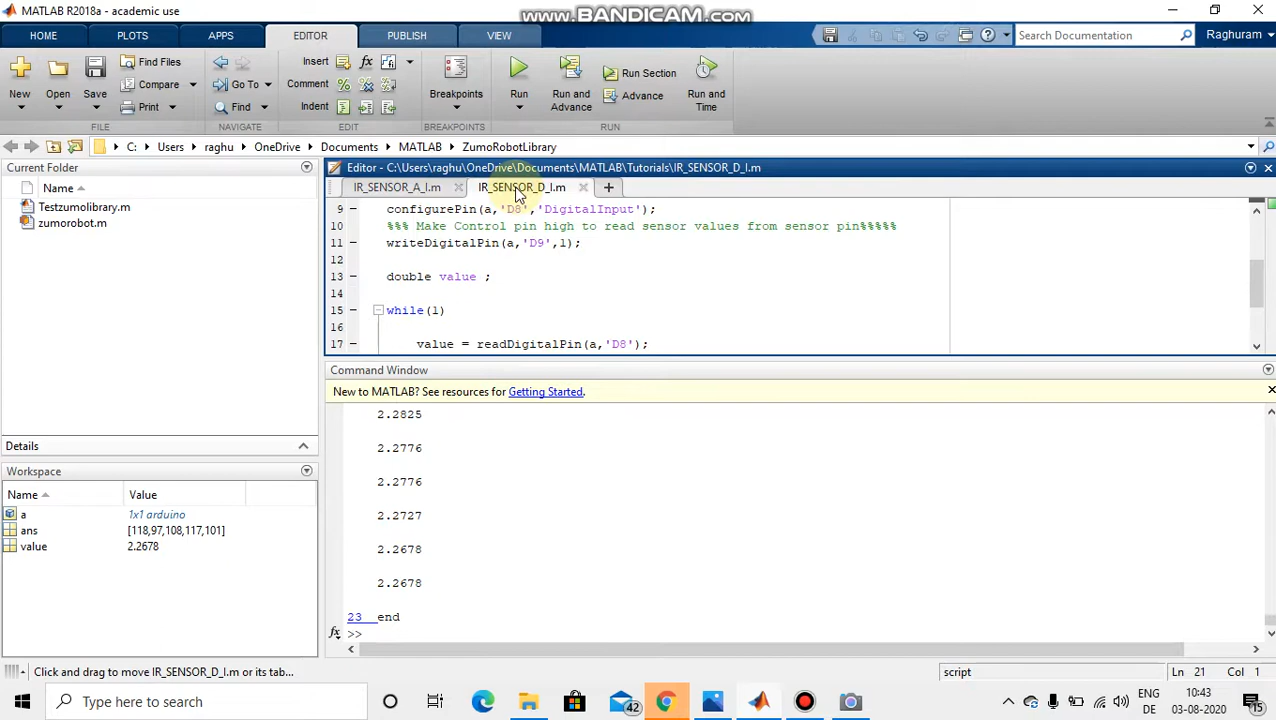 www.BANDICAM.com
MATLAB R2018a - academic use
HOME PLOTS APPS EDITOR PUBLISH VIEW Search Documentation Raghuram
New Open Save Find Files Compare Print Go To Find Insert fx Comment Indent Breakpoints Run Run and Advance Run Section Advance Run and Time
FILE NAVIGATE EDIT BREAKPOINTS RUN
C: Users raghu OneDrive Documents MATLAB ZumoRobotLibrary
Current Folder
Name
Testzumolibrary.m
zumorobot.m
Details
Workspace
Name Value
a 1x1 arduino
ans [118,97,108,117,101]
value 2.2678
Editor - C:\Users\raghu\OneDrive\Documents\MATLAB\Tutorials\IR_SENSOR_D_I.m
IR_SENSOR_A_I.m IR_SENSOR_D_I.m +
9 configurePin(a,'D8','DigitalInput');
10 %%% Make Control pin high to read sensor values from sensor pin%%%%%
11 writeDigitalPin(a,'D9',1);
12
13 double value ;
14
15 while(1)
16
17 value = readDigitalPin(a,'D8');
Command Window
New to MATLAB? See resources for Getting Started.
2.2825
2.2776
2.2776
2.2727
2.2678
2.2678
23 end
fx >>
Click and drag to move IR_SENSOR_D_I.m or its tab... script Ln 21 Col 1
Type here to search 42 ENG 10:43
DE 03-08-2020 15